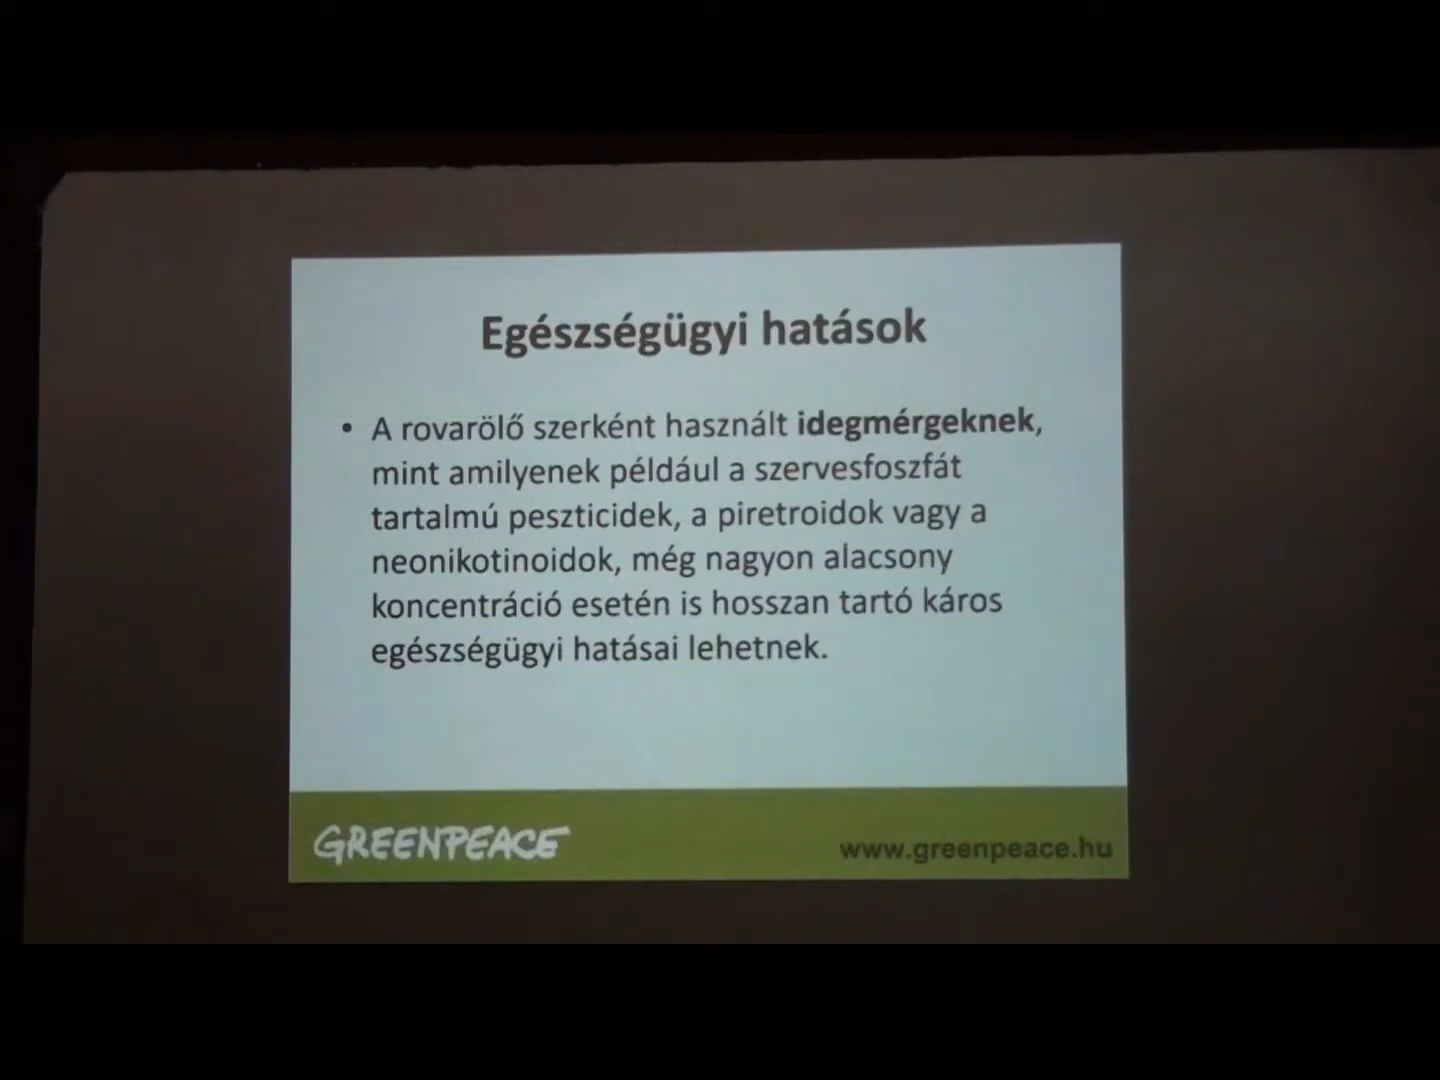 Egészségügyi hatások
• A rovarölő szerként használt idegmérgeknek,
mint amilyenek például a szervesfoszfát
tartalmú peszticidek, a piretroidok vagy a
neonikotinoidok, még nagyon alacsony
koncentráció esetén is hosszan tartó káros
egészségügyi hatásai lehetnek.
GREENPEACE
www.greenpeace.hu